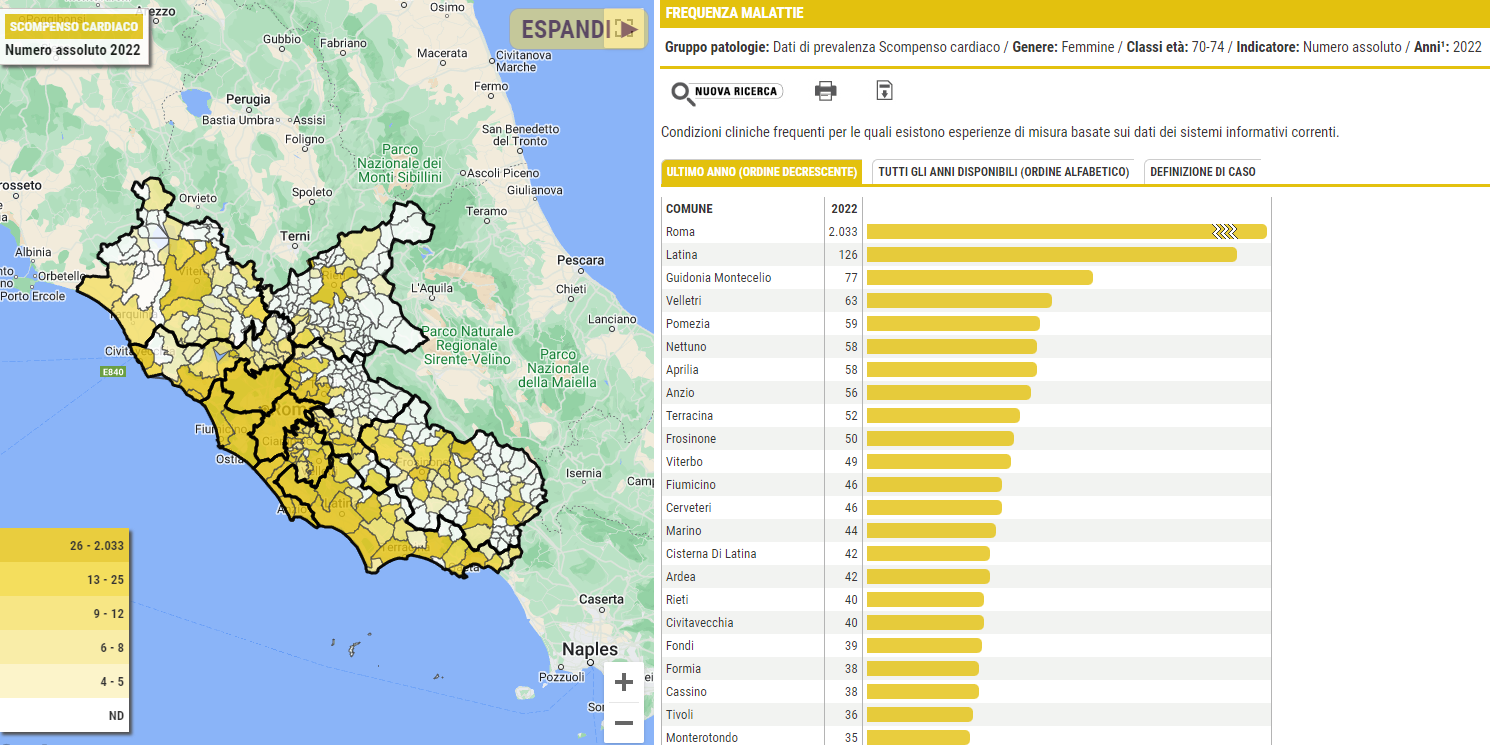 SCOMPENSO CARDIACO
Numero assoluto 2022
ESPANDI
Arezzo
Osimo
Gubbio
Fabriano
Macerata
Civitanova
Marche
Fermo
Perugia
Bastia Umbra
Assisi
Foligno
San Benedetto
del Tronto
Parco
Nazionale dei
Monti Sibillini
Ascoli Piceno
Giulianova
rosseto
Orvieto
Spoleto
Teramo
Terni
Albinia
Orbetello
Porto Ercole
Pescara
L'Aquila
Chieti
Lanciano
Parco Naturale
Regionale
Sirente-Velino
Parco
Nazionale
della Maiella
E840
Isernia
Caserta
Naples
Pozzuoli
26 - 2.033
13 - 25
9 - 12
6 - 8
4 - 5
ND
+
−
FREQUENZA MALATTIE
Gruppo patologie: Dati di prevalenza Scompenso cardiaco / Genere: Femmine / Classi età: 70-74 / Indicatore: Numero assoluto / Anni¹: 2022
NUOVA RICERCA
Condizioni cliniche frequenti per le quali esistono esperienze di misura basate sui dati dei sistemi informativi correnti.
ULTIMO ANNO (ORDINE DECRESCENTE) TUTTI GLI ANNI DISPONIBILI (ORDINE ALFABETICO) DEFINIZIONE DI CASO
COMUNE 2022
Roma 2.033
Latina 126
Guidonia Montecelio 77
Velletri 63
Pomezia 59
Nettuno 58
Aprilia 58
Anzio 56
Terracina 52
Frosinone 50
Viterbo 49
Fiumicino 46
Cerveteri 46
Marino 44
Cisterna Di Latina 42
Ardea 42
Rieti 40
Civitavecchia 40
Fondi 39
Formia 38
Cassino 38
Tivoli 36
Monterotondo 35